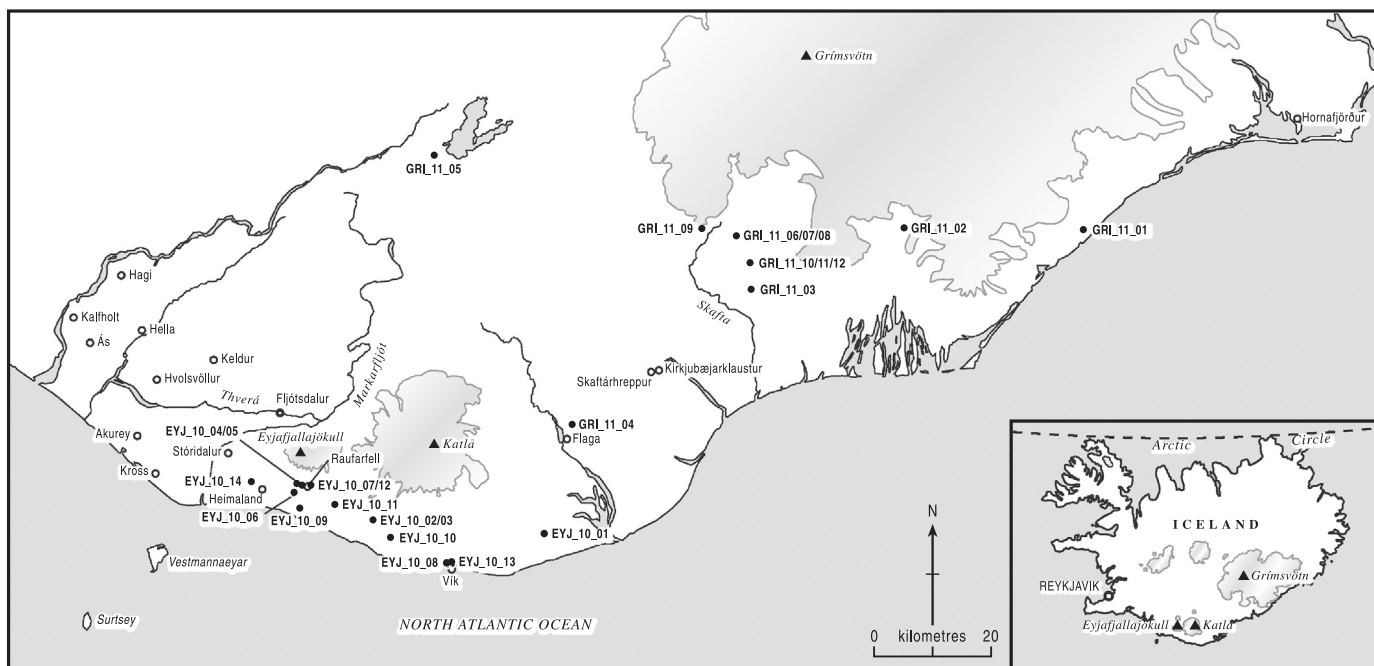 Grímsvötn
Hornafjörður
GRI_11_05
GRI_11_09
GRI_11_06/07/08
GRI_11_02
GRI_11_01
GRI_11_10/11/12
GRI_11_03
Hagi
Kalfholt
Ás
Hella
Skafta
Keldur
Hvolsvöllur
Markarfljót
Thverá
Fljótsdalur
Skaftárhreppur
Kirkjubæjarklaustur
GRI_11_04
Flaga
Akurey
EYJ_10_04/05
Eyjafjallajökull
Katla
Stóridalur
Raufarfell
Kross
EYJ_10_14
Heimaland
EYJ_10_07/12
EYJ_10_06
EYJ_10_09
EYJ_10_11
EYJ_10_02/03
EYJ_10_10
EYJ_10_01
EYJ_10_08
EYJ_10_13
Vík
Vestmannaeyar
Surtsey
NORTH ATLANTIC OCEAN
N
0 kilometres 20
Arctic Circle
ICELAND
Grímsvötn
REYKJAVIK
Eyjafjallajökull
Katla